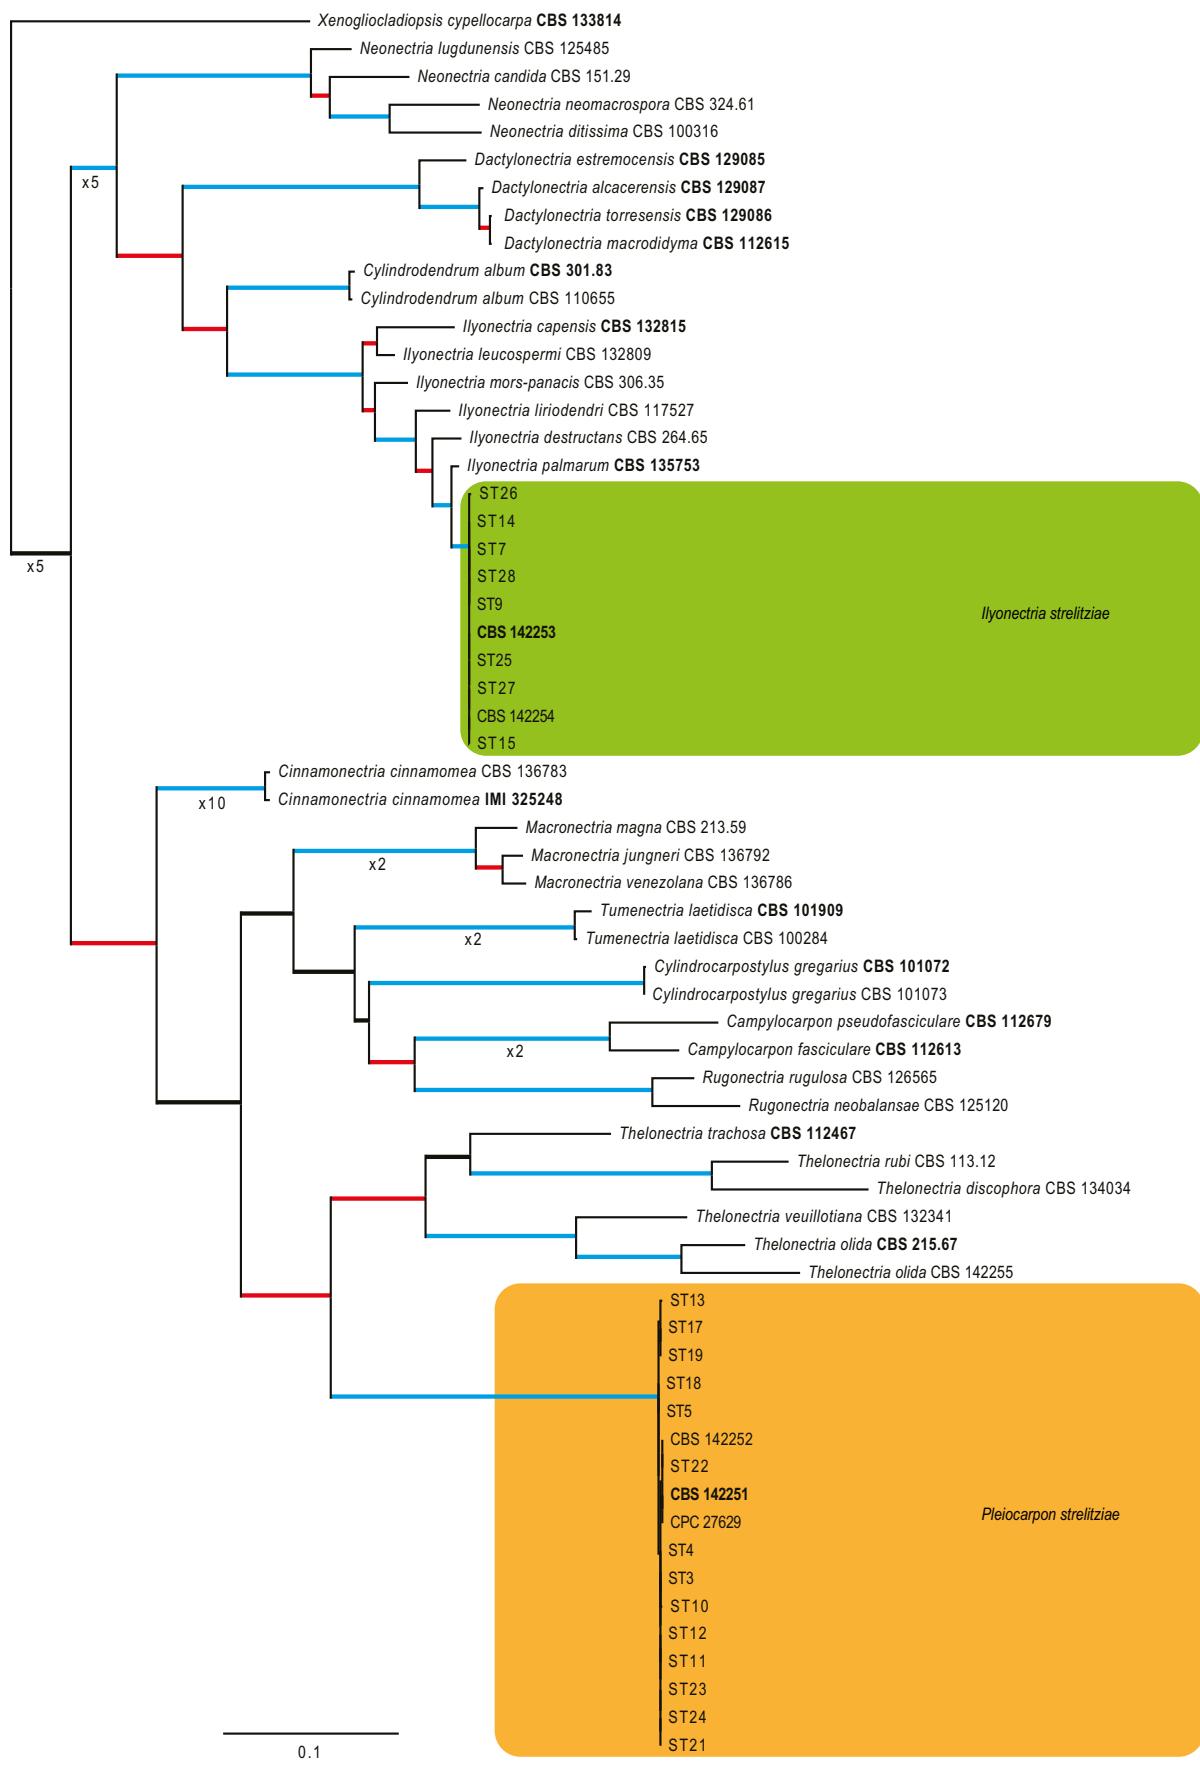 Xenogliocladiopsis cypellocarpa CBS 133814
Neonectria lugdunensis CBS 125485
Neonectria candida CBS 151.29
Neonectria neomacrospora CBS 324.61
Neonectria ditissima CBS 100316
Dactylonectria estremocensis CBS 129085
x5
Dactylonectria alcacerensis CBS 129087
Dactylonectria torresensis CBS 129086
Dactylonectria macrodidyma CBS 112615
Cylindrodendrum album CBS 301.83
Cylindrodendrum album CBS 110655
Ilyonectria capensis CBS 132815
Ilyonectria leucospermi CBS 132809
Ilyonectria mors-panacis CBS 306.35
Ilyonectria liriodendri CBS 117527
Ilyonectria destructans CBS 264.65
Ilyonectria palmarum CBS 135753
ST26
ST14
ST7
x5
ST28
ST9
Ilyonectria strelitziae
CBS 142253
ST25
ST27
CBS 142254
ST15
Cinnamonectria cinnamomea CBS 136783
Cinnamonectria cinnamomea IMI 325248
x10
Macronectria magna CBS 213.59
Macronectria jungneri CBS 136792
x2
Macronectria venezolana CBS 136786
Tumenectria laetidisca CBS 101909
Tumenectria laetidisca CBS 100284
x2
Cylindrocarpostylus gregarius CBS 101072
Cylindrocarpostylus gregarius CBS 101073
Campylocarpon pseudofasciculare CBS 112679
Campylocarpon fasciculare CBS 112613
x2
Rugonectria rugulosa CBS 126565
Rugonectria neobalansae CBS 125120
Thelonectria trachosa CBS 112467
Thelonectria rubi CBS 113.12
Thelonectria discophora CBS 134034
Thelonectria veuillotiana CBS 132341
Thelonectria olida CBS 215.67
Thelonectria olida CBS 142255
ST13
ST17
ST19
ST18
ST5
CBS 142252
ST22
CBS 142251
Pleiocarpon strelitziae
CPC 27629
ST4
ST3
ST10
ST12
ST11
ST23
ST24
ST21
0.1